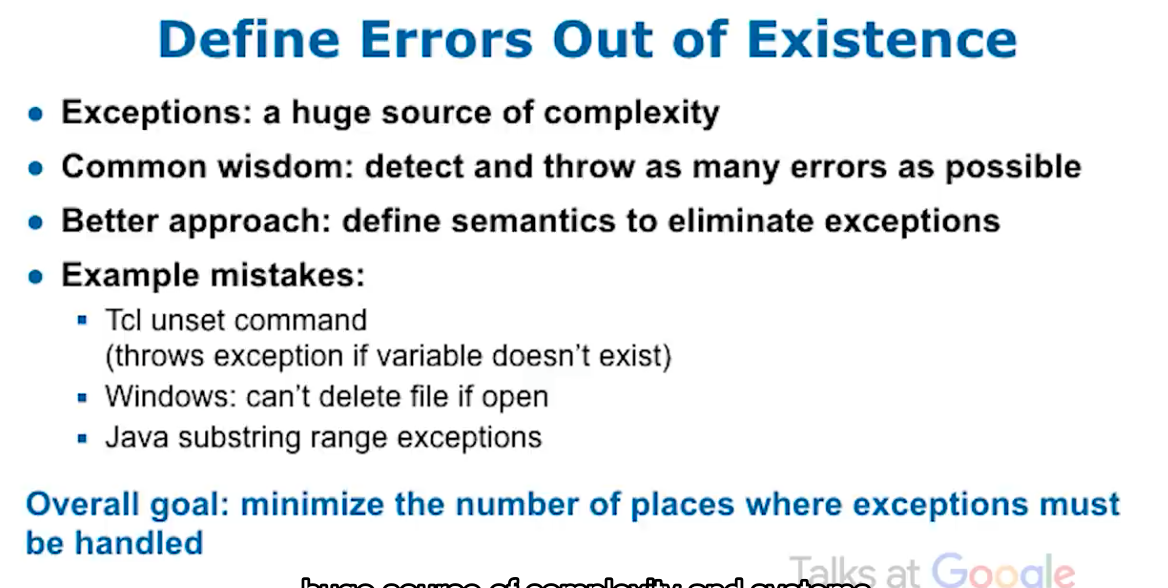 Define Errors Out of Existence
● Exceptions: a huge source of complexity
● Common wisdom: detect and throw as many errors as possible
● Better approach: define semantics to eliminate exceptions
● Example mistakes:
▪ Tcl unset command
(throws exception if variable doesn't exist)
▪ Windows: can't delete file if open
▪ Java substring range exceptions
Overall goal: minimize the number of places where exceptions must
be handled
Talks at Google
huge source of complexity and systems